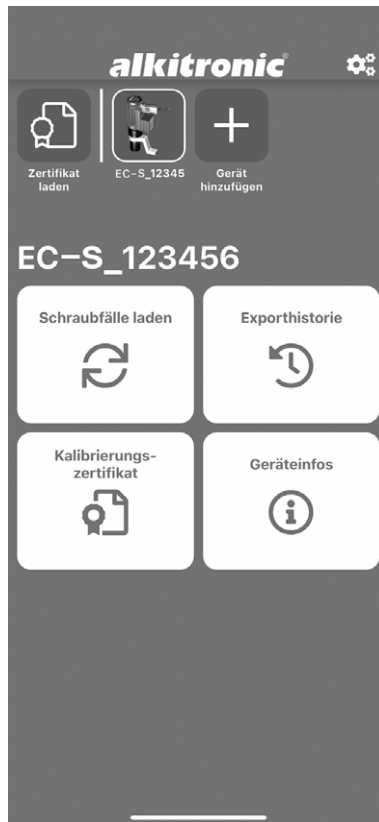 alkitronic®
Zertifikat
laden
EC-S_12345
Gerät
hinzufügen
EC-S_123456
Schraubfälle laden
Exporthistorie
Kalibrierungs-
zertifikat
Geräteinfos